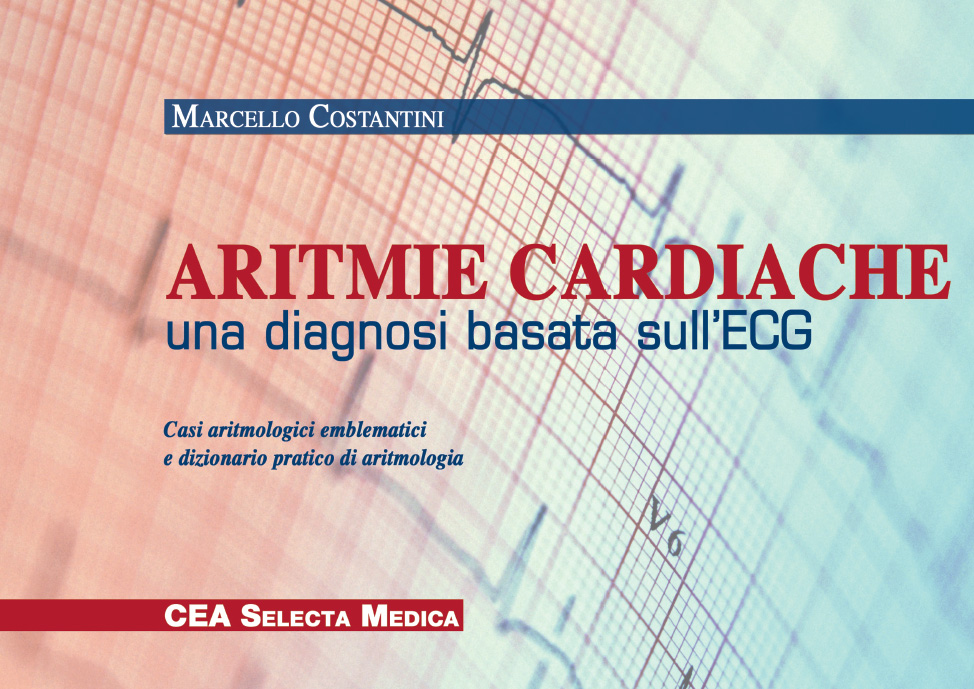 MARCELLO COSTANTINI
ARITMIE CARDIACHE
una diagnosi basata sull'ECG
Casi aritmologici emblematici
e dizionario pratico di aritmologia
V6
CEA SELECTA MEDICA